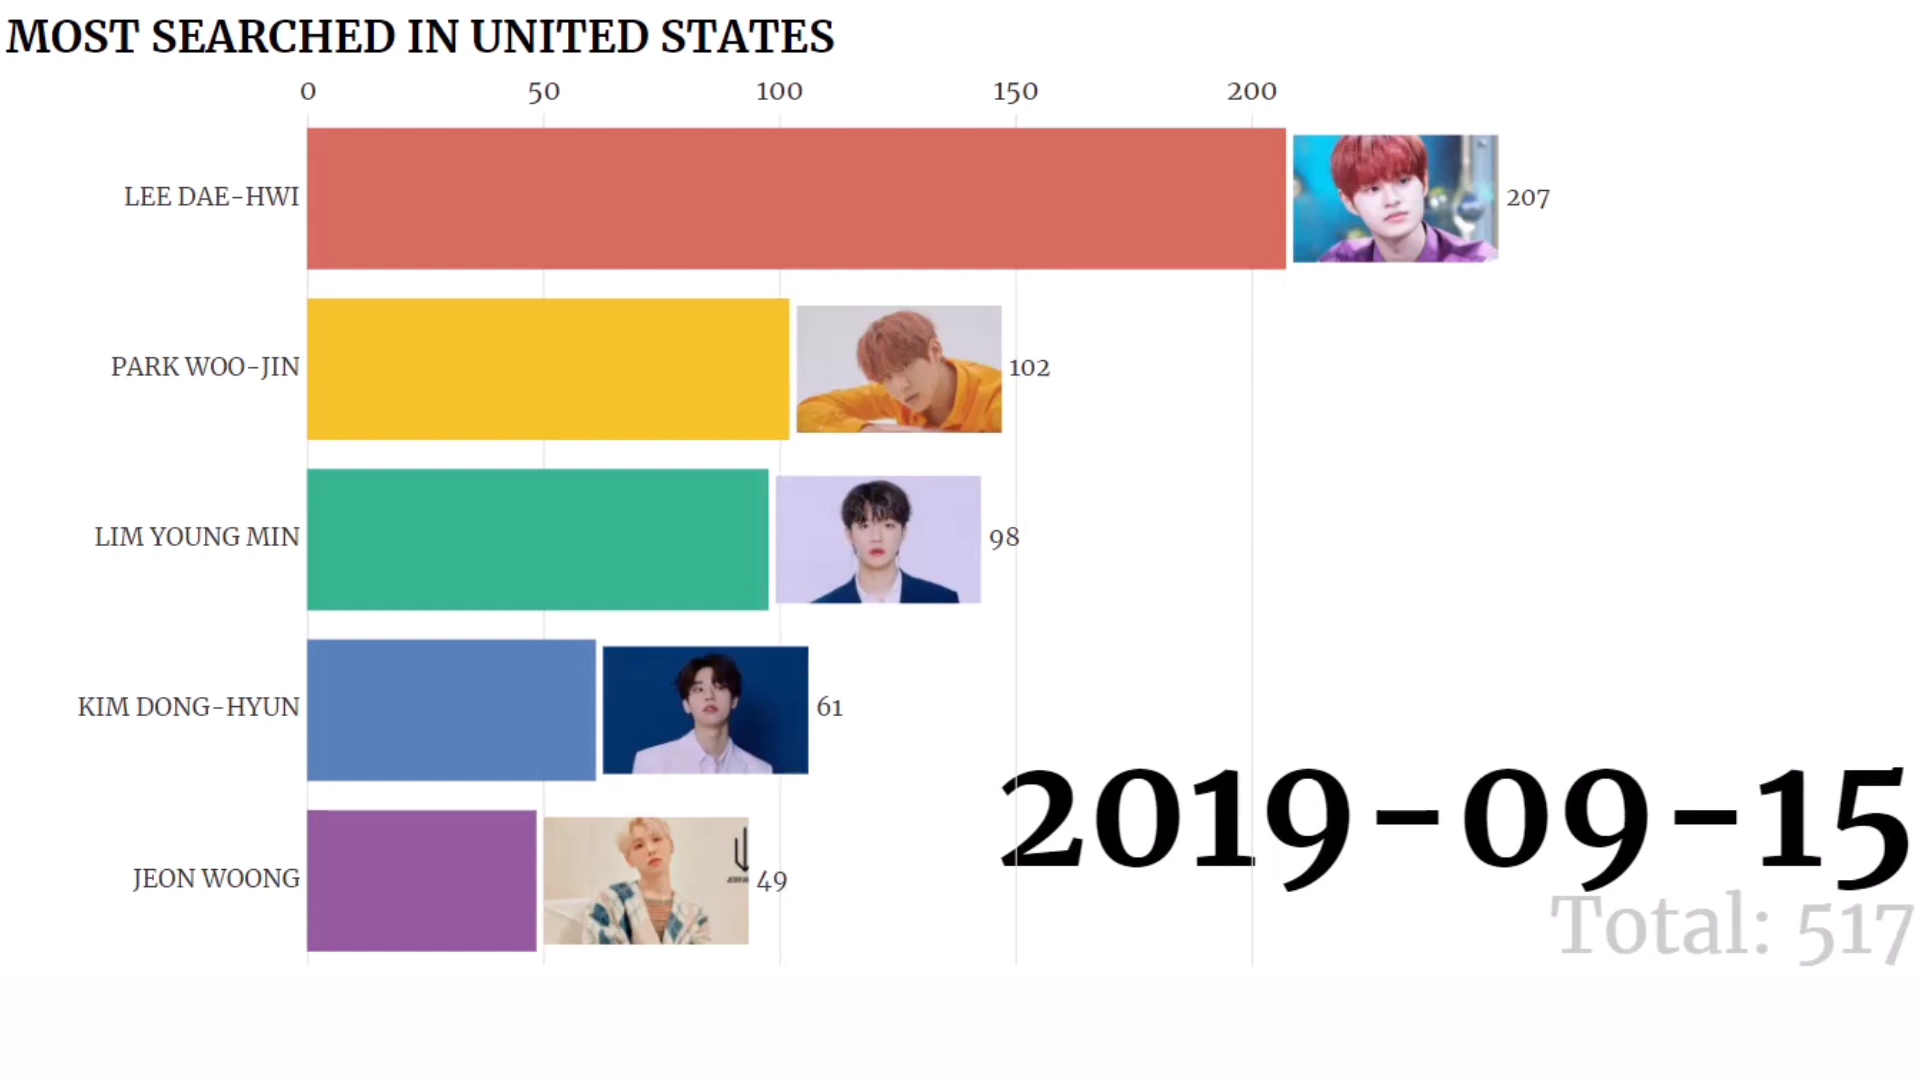 MOST SEARCHED IN UNITED STATES
0 50 100 150 200
LEE DAE-HWI 207
PARK WOO-JIN 102
LIM YOUNG MIN 98
KIM DONG-HYUN 61
JEON WOONG 49
2019-09-15
Total: 517